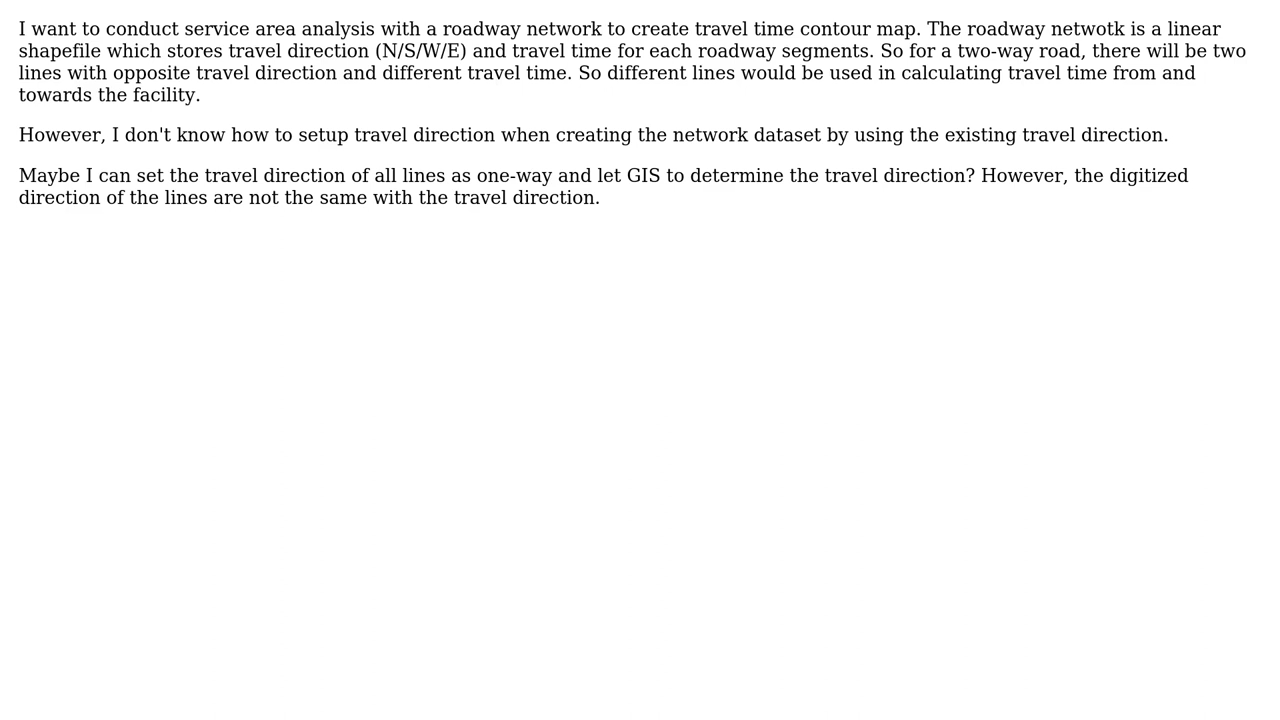 I want to conduct service area analysis with a roadway network to create travel time contour map. The roadway netwotk is a linear
shapefile which stores travel direction (N/S/W/E) and travel time for each roadway segments. So for a two-way road, there will be two
lines with opposite travel direction and different travel time. So different lines would be used in calculating travel time from and
towards the facility.
However, I don't know how to setup travel direction when creating the network dataset by using the existing travel direction.
Maybe I can set the travel direction of all lines as one-way and let GIS to determine the travel direction? However, the digitized
direction of the lines are not the same with the travel direction.